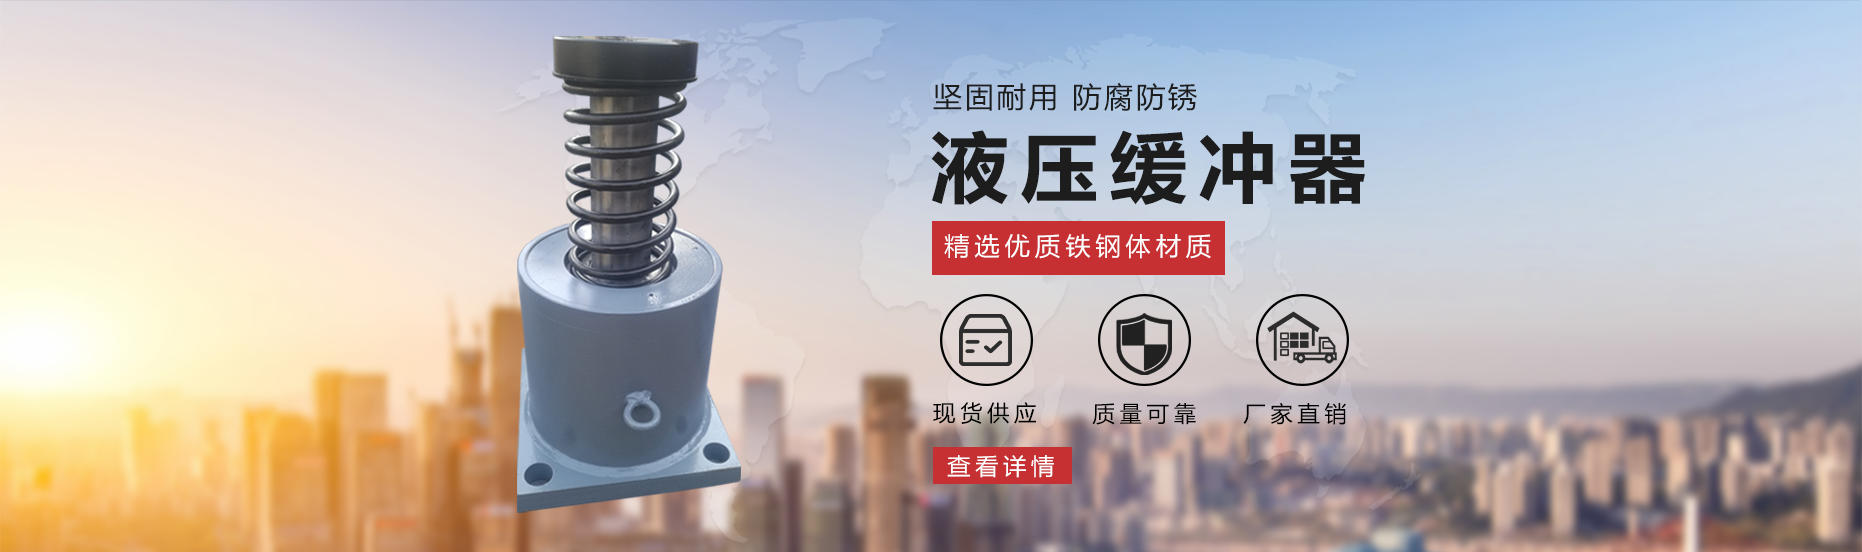 坚固耐用 防腐防锈
液压缓冲器
精选优质铁钢体材质
现货供应 质量可靠 厂家直销
查看详情